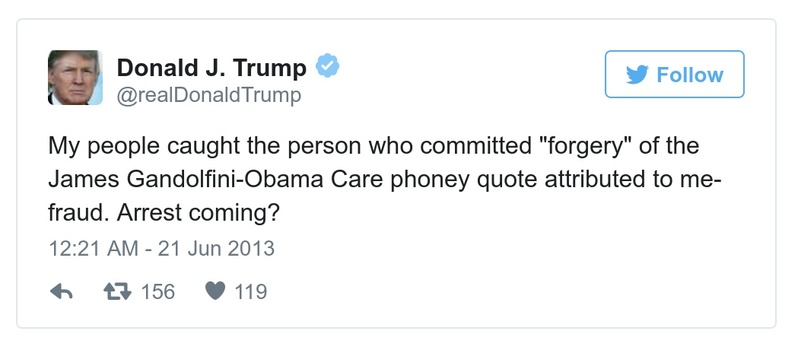 Donald J. Trump
@realDonaldTrump
Follow
My people caught the person who committed "forgery" of the
James Gandolfini-Obama Care phoney quote attributed to me-
fraud. Arrest coming?
12:21 AM - 21 Jun 2013
156 119